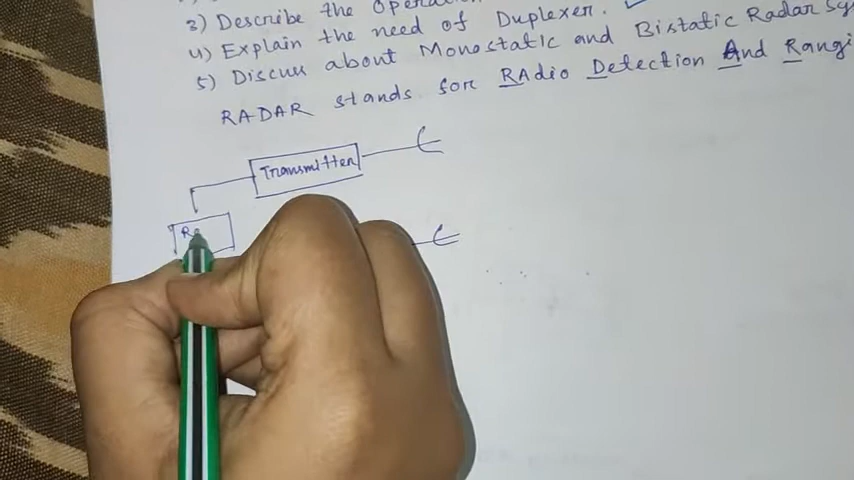 3) Describe the
4) Explain the need of Duplexer.
5) Discuss about Monostatic and Bistatic Radar
RADAR stands for RAdio Detection And
Transmitter